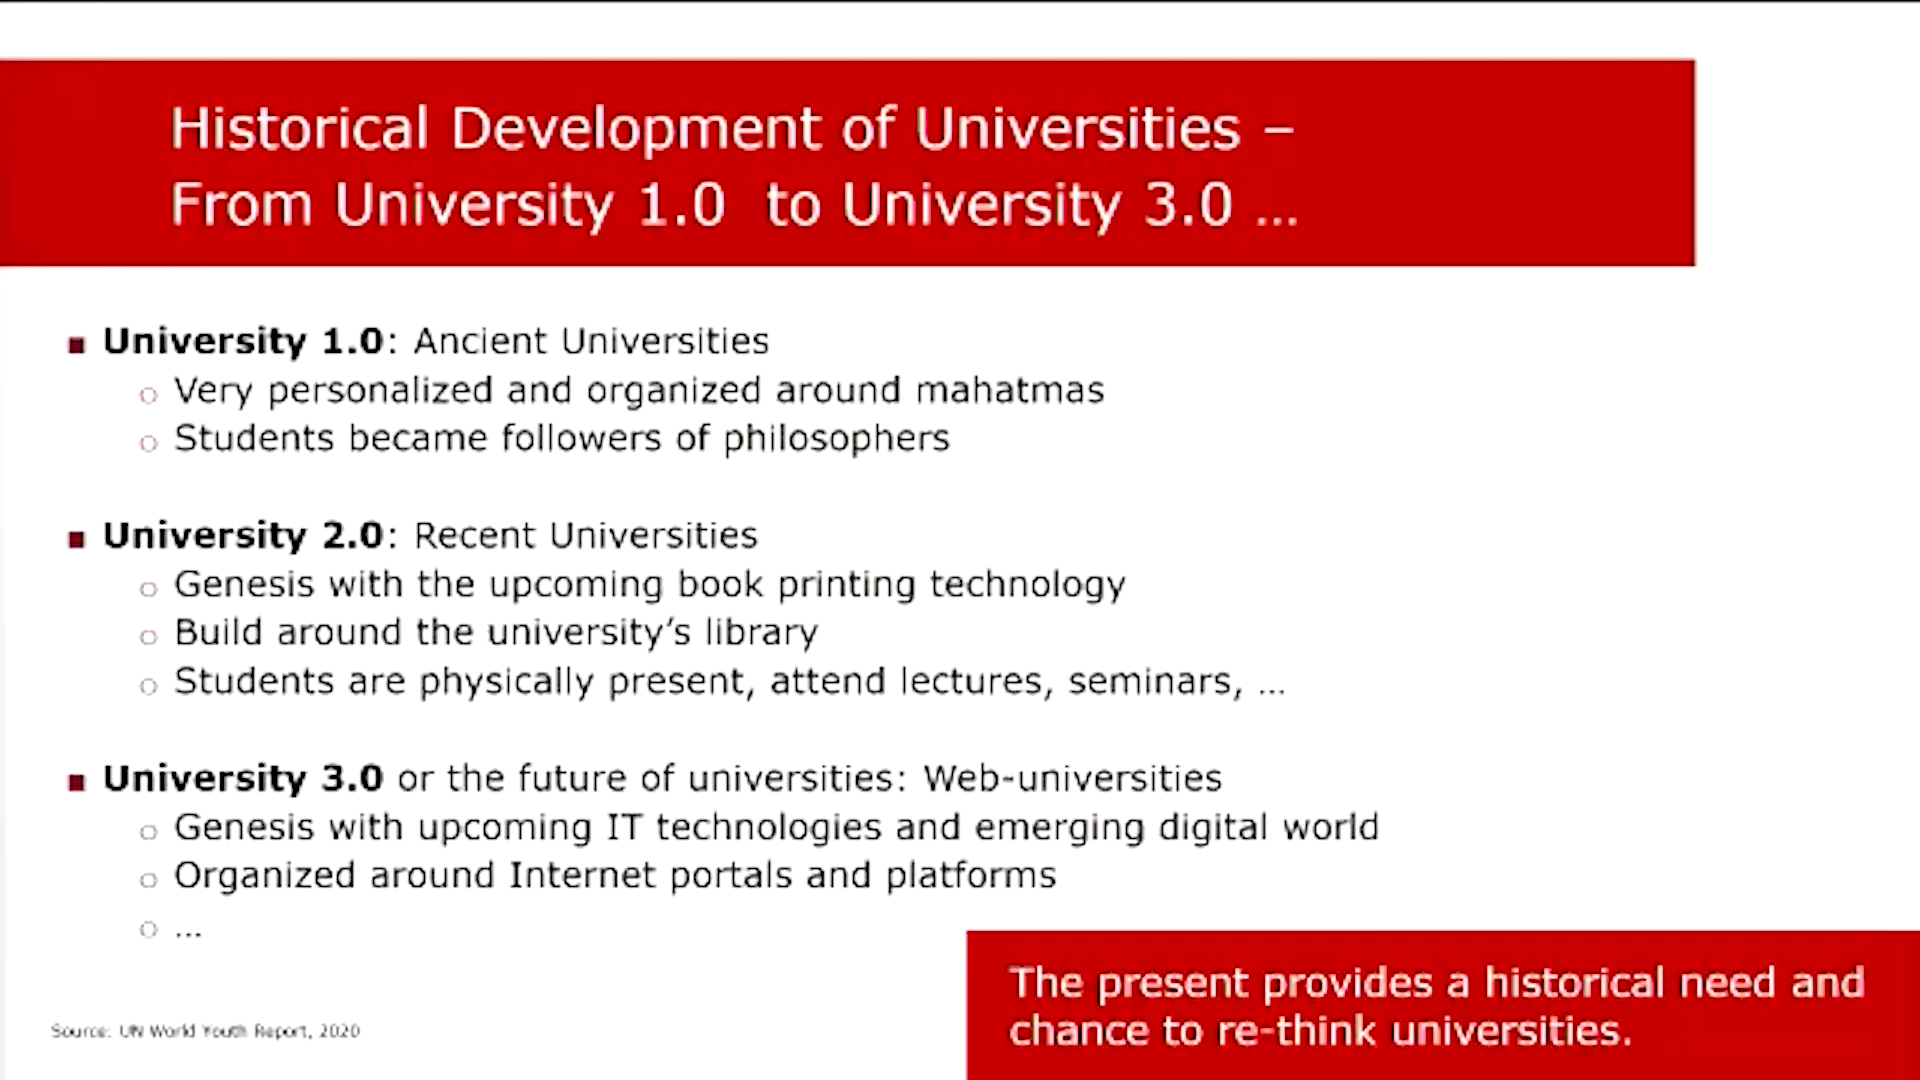 Historical Development of Universities –
From University 1.0 to University 3.0 ...
■ University 1.0: Ancient Universities
○ Very personalized and organized around mahatmas
○ Students became followers of philosophers
■ University 2.0: Recent Universities
○ Genesis with the upcoming book printing technology
○ Build around the university’s library
○ Students are physically present, attend lectures, seminars, ...
■ University 3.0 or the future of universities: Web-universities
○ Genesis with upcoming IT technologies and emerging digital world
○ Organized around Internet portals and platforms
○ ...
The present provides a historical need and
chance to re-think universities.
Source: UN World Youth Report, 2020